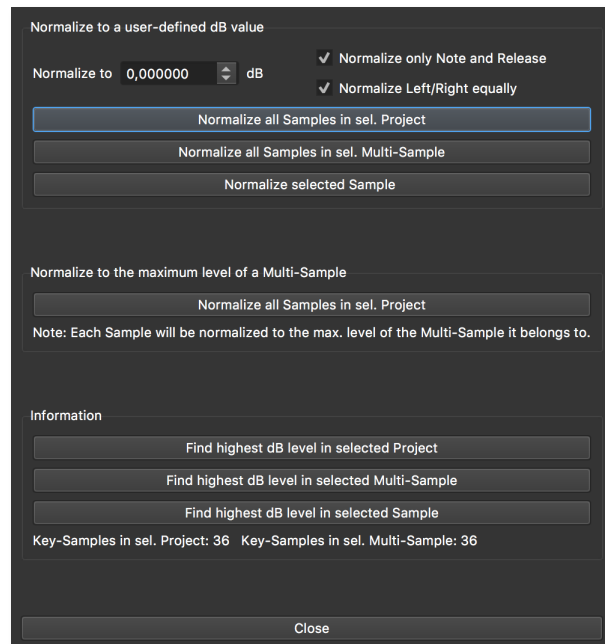 Normalize to a user-defined dB value
Normalize to 0,000000 dB
Normalize only Note and Release
Normalize Left/Right equally
Normalize all Samples in sel. Project
Normalize all Samples in sel. Multi-Sample
Normalize selected Sample
Normalize to the maximum level of a Multi-Sample
Normalize all Samples in sel. Project
Note: Each Sample will be normalized to the max. level of the Multi-Sample it belongs to.
Information
Find highest dB level in selected Project
Find highest dB level in selected Multi-Sample
Find highest dB level in selected Sample
Key-Samples in sel. Project: 36 Key-Samples in sel. Multi-Sample: 36
Close